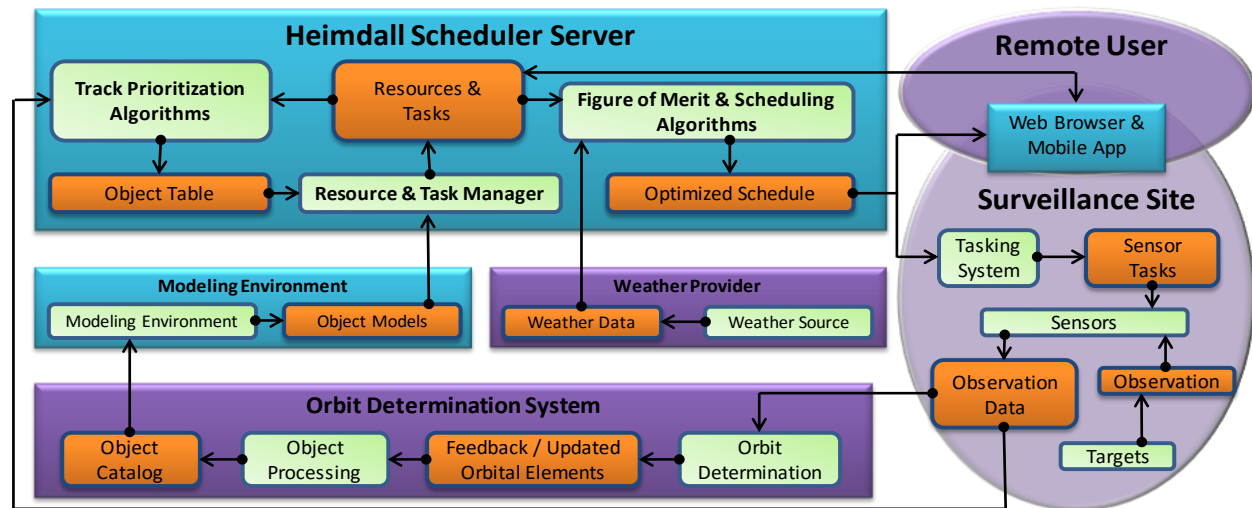 Heimdall Scheduler Server
Track Prioritization
Algorithms
Resources &
Tasks
Figure of Merit & Scheduling
Algorithms
Object Table
Resource & Task Manager
Optimized Schedule
Remote User
Web Browser &
Mobile App
Surveillance Site
Tasking
System
Sensor
Tasks
Sensors
Observation
Data
Observation
Targets
Modeling Environment
Modeling Environment
Object Models
Weather Provider
Weather Data
Weather Source
Orbit Determination System
Object
Catalog
Object
Processing
Feedback / Updated
Orbital Elements
Orbit
Determination